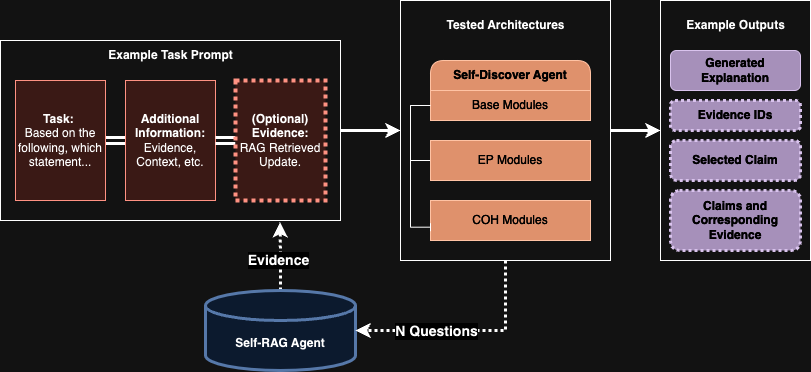 Example Task Prompt
Task:
Based on the
following, which
statement...
Additional
Information:
Evidence,
Context, etc.
(Optional)
Evidence:
RAG Retrieved
Update.
Tested Architectures
Self-Discover Agent
Base Modules
EP Modules
COH Modules
Example Outputs
Generated
Explanation
Evidence IDs
Selected Claim
Claims and
Corresponding
Evidence
Evidence
N Questions
Self-RAG Agent